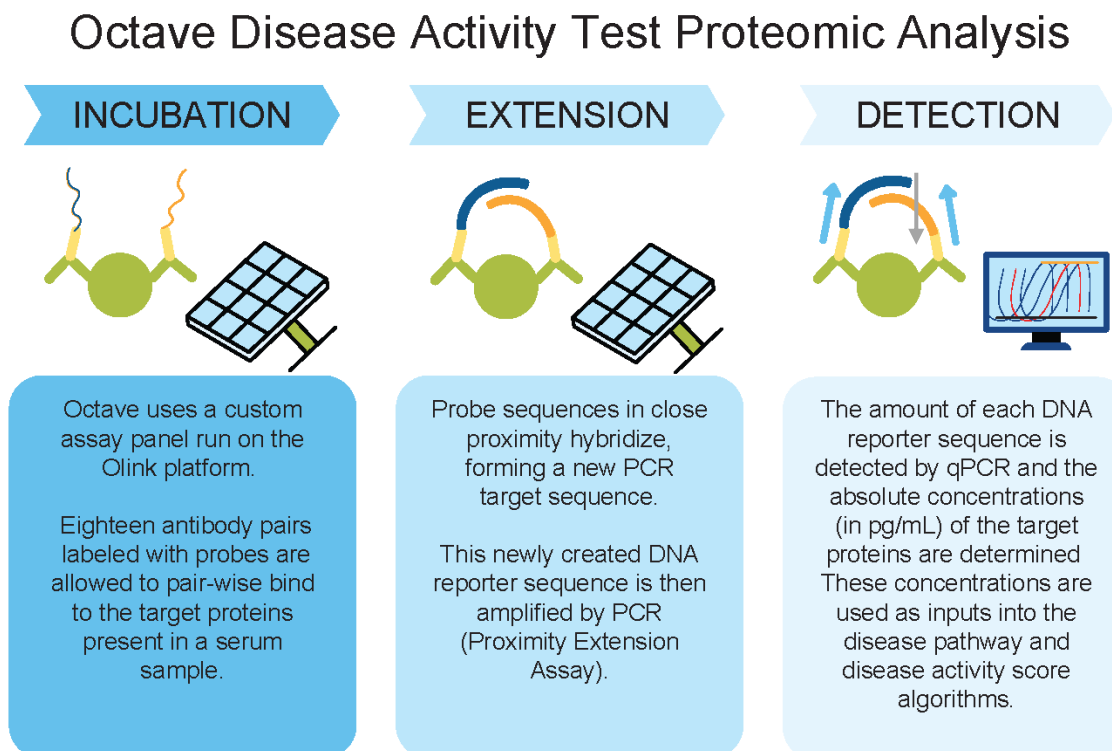 Octave Disease Activity Test Proteomic Analysis
INCUBATION
Octave uses a custom
assay panel run on the
Olink platform.
Eighteen antibody pairs
labeled with probes are
allowed to pair-wise bind
to the target proteins
present in a serum
sample.
EXTENSION
Probe sequences in close
proximity hybridize,
forming a new PCR
target sequence.
This newly created DNA
reporter sequence is then
amplified by PCR
(Proximity Extension
Assay).
DETECTION
The amount of each DNA
reporter sequence is
detected by qPCR and the
absolute concentrations
(in pg/mL) of the target
proteins are determined
These concentrations are
used as inputs into the
disease pathway and
disease activity score
algorithms.